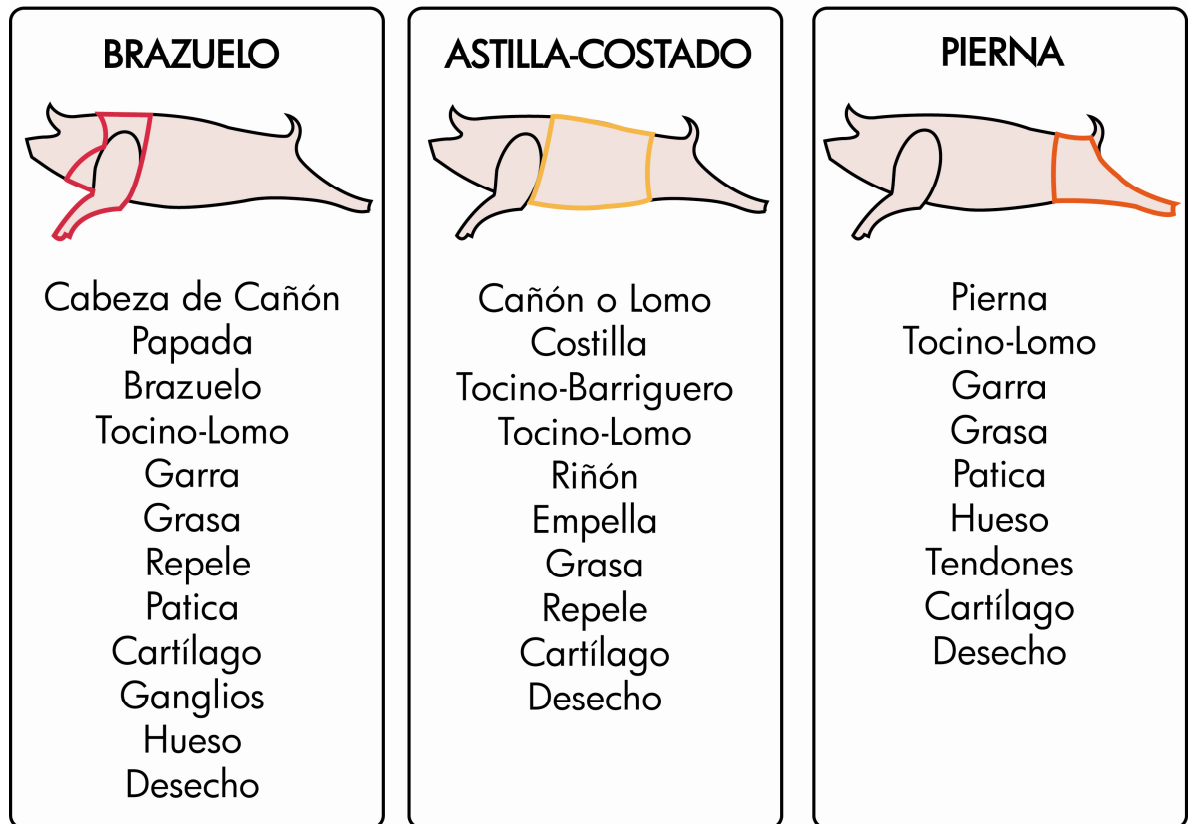 BRAZUELO
Cabeza de Cañón
Papada
Brazuelo
Tocino-Lomo
Garra
Grasa
Repele
Patica
Cartílago
Ganglios
Hueso
Desecho
ASTILLA-COSTADO
Cañón o Lomo
Costilla
Tocino-Barriguero
Tocino-Lomo
Riñón
Empella
Grasa
Repele
Cartílago
Desecho
PIERNA
Pierna
Tocino-Lomo
Garra
Grasa
Patica
Hueso
Tendones
Cartílago
Desecho